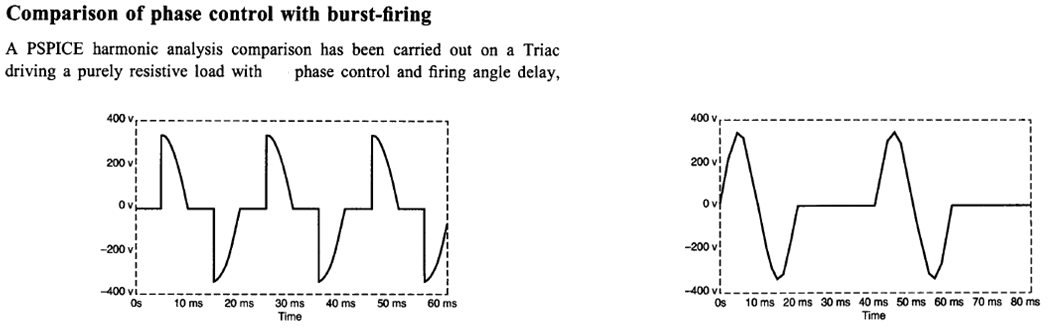 Comparison of phase control with burst-firing
A PSPICE harmonic analysis comparison has been carried out on a Triac
driving a purely resistive load with phase control and firing angle delay,
400 v
200 v
0 v
–200 v
–400 v
0s 10 ms 20 ms 30 ms 40 ms 50 ms 60 ms
Time
400 v
200 v
0 v
–200 v
–400 v
0s 10 ms 20 ms 30 ms 40 ms 50 ms 60 ms 70 ms 80 ms
Time